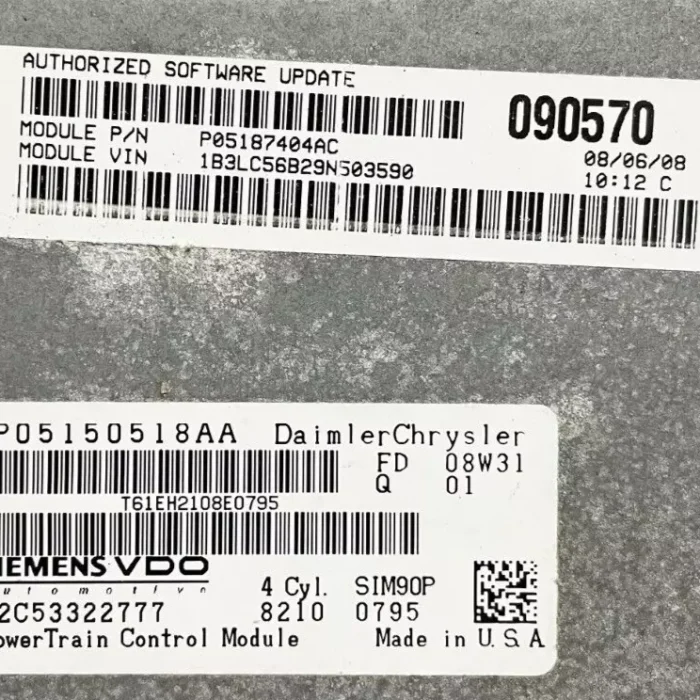 AUTHORIZED SOFTWARE UPDATE
090570
MODULE P/N P05187404AC
MODULE VIN 1B3LC56B29N503590
08/06/08
10:12 C
P05150518AA DaimlerChrysler
FD 08W31
Q 01
T61EH2108E0795
IEMENS VDO
utomotive
4 Cyl. SIM90P
2C53322777 8210 0795
owerTrain Control Module Made in U.S.A